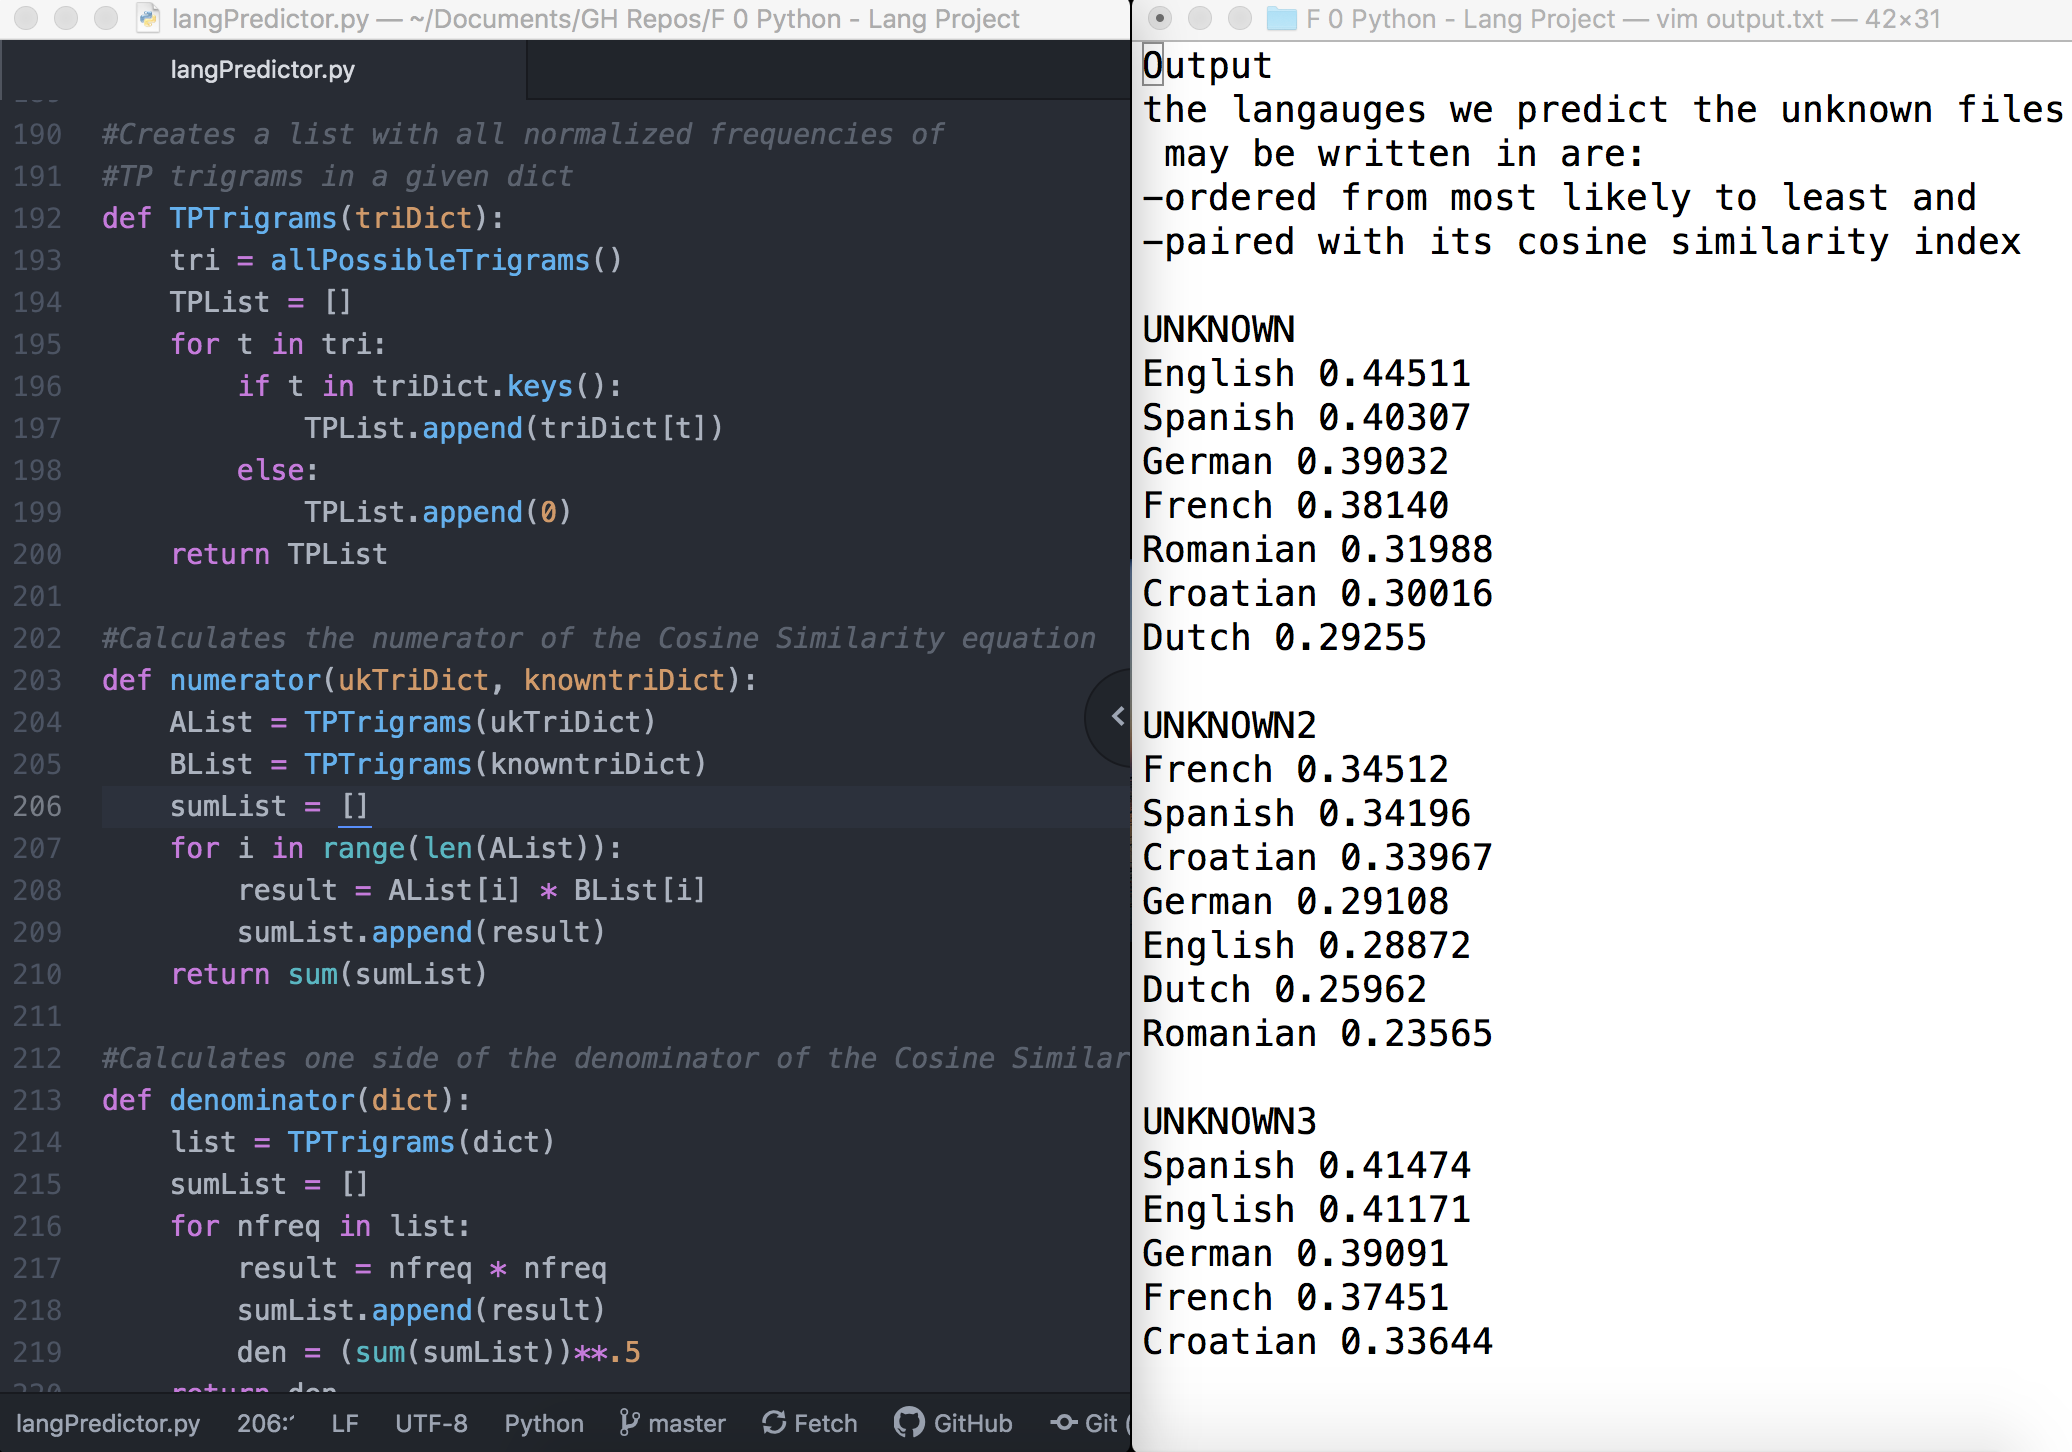 langPredictor.py — ~/Documents/GH Repos/F 0 Python - Lang Project
langPredictor.py
190 #Creates a list with all normalized frequencies of
191 #TP trigrams in a given dict
192 def TPTrigrams(triDict):
193     tri = allPossibleTrigrams()
194     TPList = []
195     for t in tri:
196         if t in triDict.keys():
197             TPList.append(triDict[t])
198         else:
199             TPList.append(0)
200     return TPList
201
202 #Calculates the numerator of the Cosine Similarity equation
203 def numerator(ukTriDict, knowntriDict):
204     AList = TPTrigrams(ukTriDict)
205     BList = TPTrigrams(knowntriDict)
206     sumList = []
207     for i in range(len(AList)):
208         result = AList[i] * BList[i]
209         sumList.append(result)
210     return sum(sumList)
211
212 #Calculates one side of the denominator of the Cosine Similar
213 def denominator(dict):
214     list = TPTrigrams(dict)
215     sumList = []
216     for nfreq in list:
217         result = nfreq * nfreq
218         sumList.append(result)
219         den = (sum(sumList))**.5
220     return den
langPredictor.py 206: LF UTF-8 Python master Fetch GitHub Git (
F 0 Python - Lang Project — vim output.txt — 42×31
Output
the langauges we predict the unknown files
 may be written in are:
-ordered from most likely to least and
-paired with its cosine similarity index

UNKNOWN
English 0.44511
Spanish 0.40307
German 0.39032
French 0.38140
Romanian 0.31988
Croatian 0.30016
Dutch 0.29255

UNKNOWN2
French 0.34512
Spanish 0.34196
Croatian 0.33967
German 0.29108
English 0.28872
Dutch 0.25962
Romanian 0.23565

UNKNOWN3
Spanish 0.41474
English 0.41171
German 0.39091
French 0.37451
Croatian 0.33644